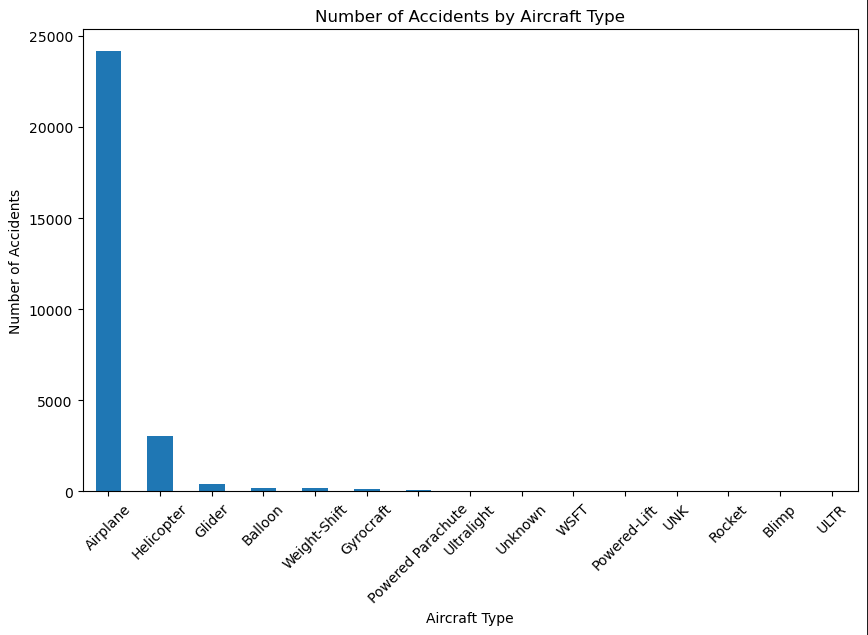 Number of Accidents by Aircraft Type
25000
20000
15000
10000
5000
0
Number of Accidents
Airplane
Helicopter
Glider
Balloon
Weight-Shift
Gyrocraft
Powered Parachute
Ultralight
Unknown
WSFT
Powered-Lift
UNK
Rocket
Blimp
ULTR
Aircraft Type